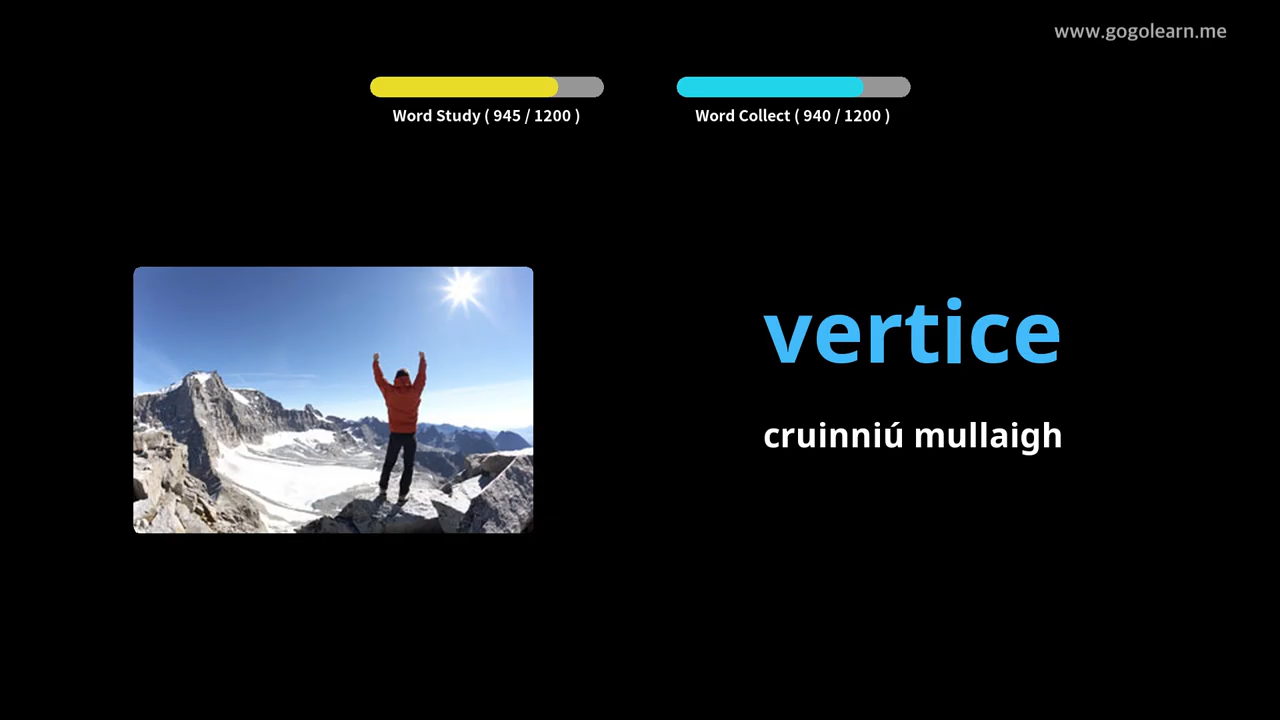 www.gogolearn.me
Word Study ( 945 / 1200 )
Word Collect ( 940 / 1200 )
vertice
cruinniú mullaigh